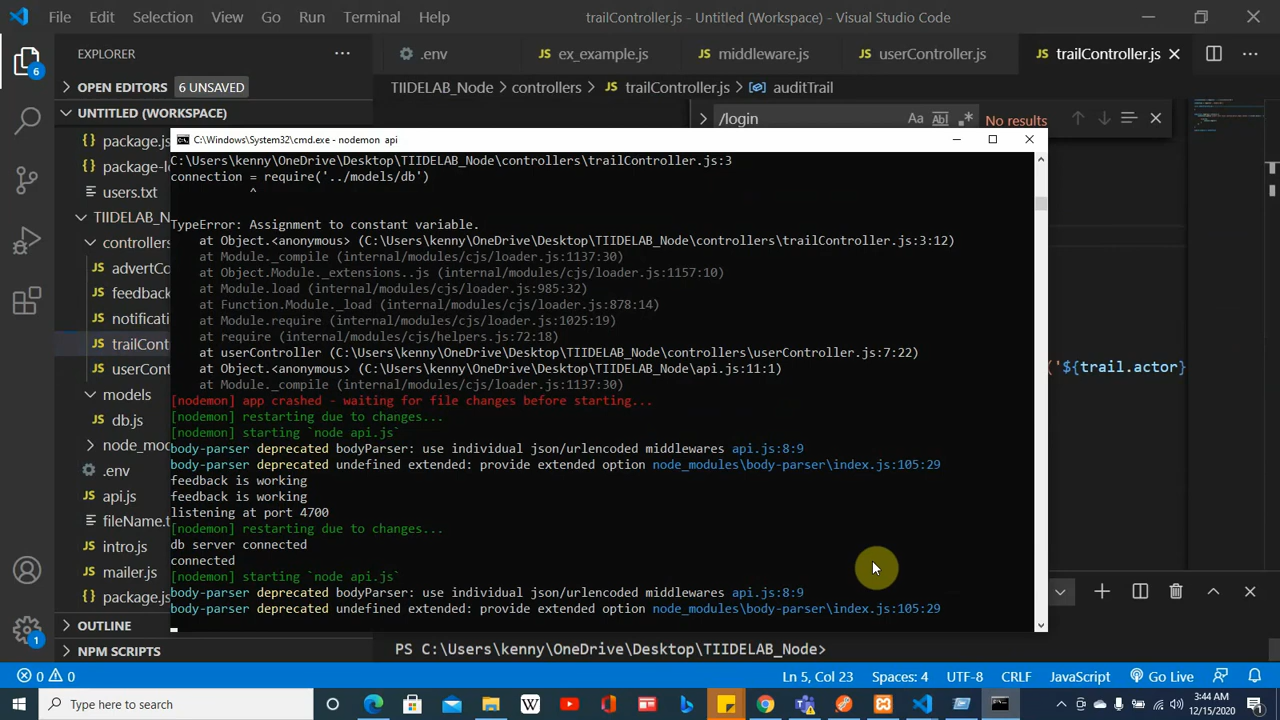 File Edit Selection View Go Run Terminal Help trailController.js - Untitled (Workspace) - Visual Studio Code
EXPLORER
.env ex_example.js middleware.js userController.js trailController.js
OPEN EDITORS 6 UNSAVED
TIIDELAB_Node > controllers > trailController.js > auditTrail
UNTITLED (WORKSPACE)
/login Aa Abl No results
package.js
package-lo
users.txt
TIIDELAB_N
controllers
advertCo
feedback
notificati
trailCont
userCont
models
db.js
node_mod
.env
api.js
fileName.t
intro.js
mailer.js
package.js
OUTLINE
NPM SCRIPTS
6
1
C:\Windows\System32\cmd.exe - nodemon api
C:\Users\kenny\OneDrive\Desktop\TIIDELAB_Node\controllers\trailController.js:3
connection = require('../models/db')
^
TypeError: Assignment to constant variable.
at Object.<anonymous> (C:\Users\kenny\OneDrive\Desktop\TIIDELAB_Node\controllers\trailController.js:3:12)
at Module._compile (internal/modules/cjs/loader.js:1137:30)
at Object.Module._extensions..js (internal/modules/cjs/loader.js:1157:10)
at Module.load (internal/modules/cjs/loader.js:985:32)
at Function.Module._load (internal/modules/cjs/loader.js:878:14)
at Module.require (internal/modules/cjs/loader.js:1025:19)
at require (internal/modules/cjs/helpers.js:72:18)
at userController (C:\Users\kenny\OneDrive\Desktop\TIIDELAB_Node\controllers\userController.js:7:22)
at Object.<anonymous> (C:\Users\kenny\OneDrive\Desktop\TIIDELAB_Node\api.js:11:1)
at Module._compile (internal/modules/cjs/loader.js:1137:30)
[nodemon] app crashed - waiting for file changes before starting...
[nodemon] restarting due to changes...
[nodemon] starting `node api.js`
body-parser deprecated bodyParser: use individual json/urlencoded middlewares api.js:8:9
body-parser deprecated undefined extended: provide extended option node_modules\body-parser\index.js:105:29
feedback is working
feedback is working
listening at port 4700
[nodemon] restarting due to changes...
db server connected
connected
[nodemon] starting `node api.js`
body-parser deprecated bodyParser: use individual json/urlencoded middlewares api.js:8:9
body-parser deprecated undefined extended: provide extended option node_modules\body-parser\index.js:105:29
('${trail.actor}
PS C:\Users\kenny\OneDrive\Desktop\TIIDELAB_Node>
0 0 Ln 5, Col 23 Spaces: 4 UTF-8 CRLF JavaScript Go Live
Type here to search
W
3:44 AM
12/15/2020